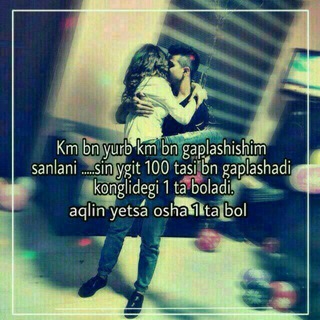 Km bn yurb km bn gaplashishim
sanlani .....sin ygit 100 tasi bn gaplashadi
konglidegi 1 ta boladi.
aqlin yetsa osha 1 ta bol